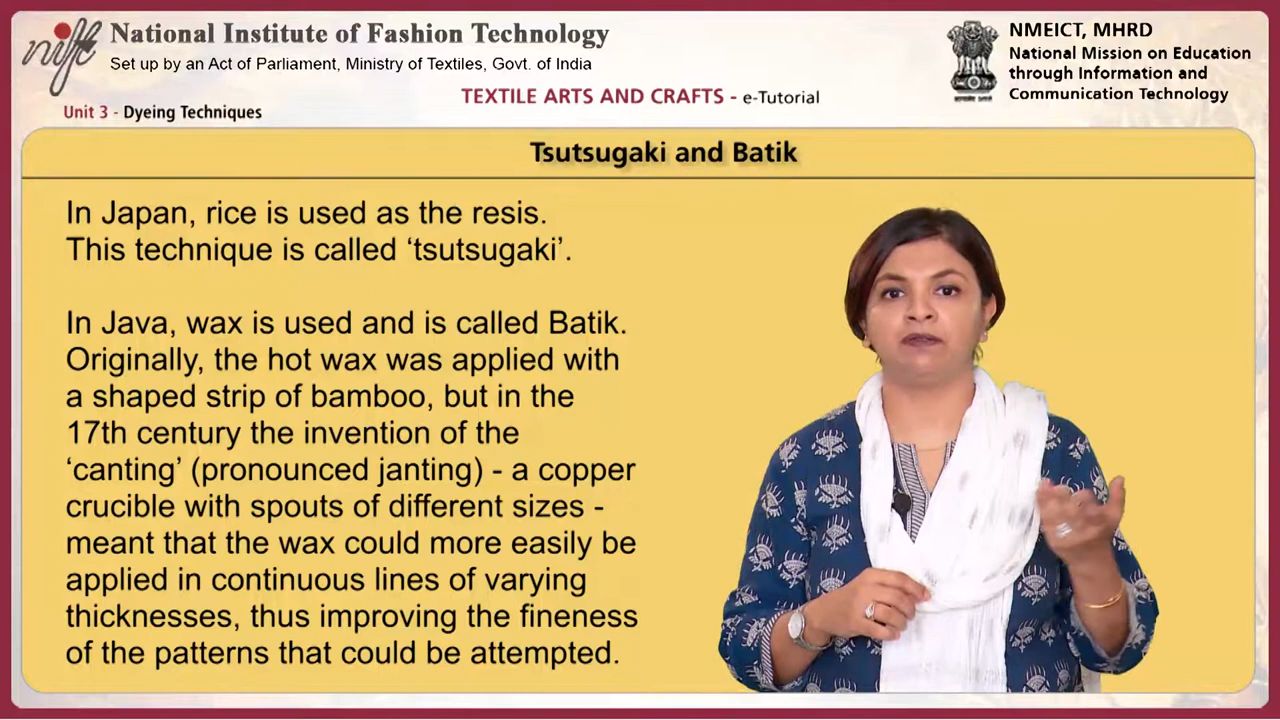 nift
National Institute of Fashion Technology
Set up by an Act of Parliament, Ministry of Textiles, Govt. of India
NMEICT, MHRD
National Mission on Education
through Information and
Communication Technology
TEXTILE ARTS AND CRAFTS - e-Tutorial
Unit 3 - Dyeing Techniques
Tsutsugaki and Batik
In Japan, rice is used as the resis.
This technique is called ‘tsutsugaki’.
In Java, wax is used and is called Batik.
Originally, the hot wax was applied with
a shaped strip of bamboo, but in the
17th century the invention of the
‘canting’ (pronounced janting) - a copper
crucible with spouts of different sizes -
meant that the wax could more easily be
applied in continuous lines of varying
thicknesses, thus improving the fineness
of the patterns that could be attempted.